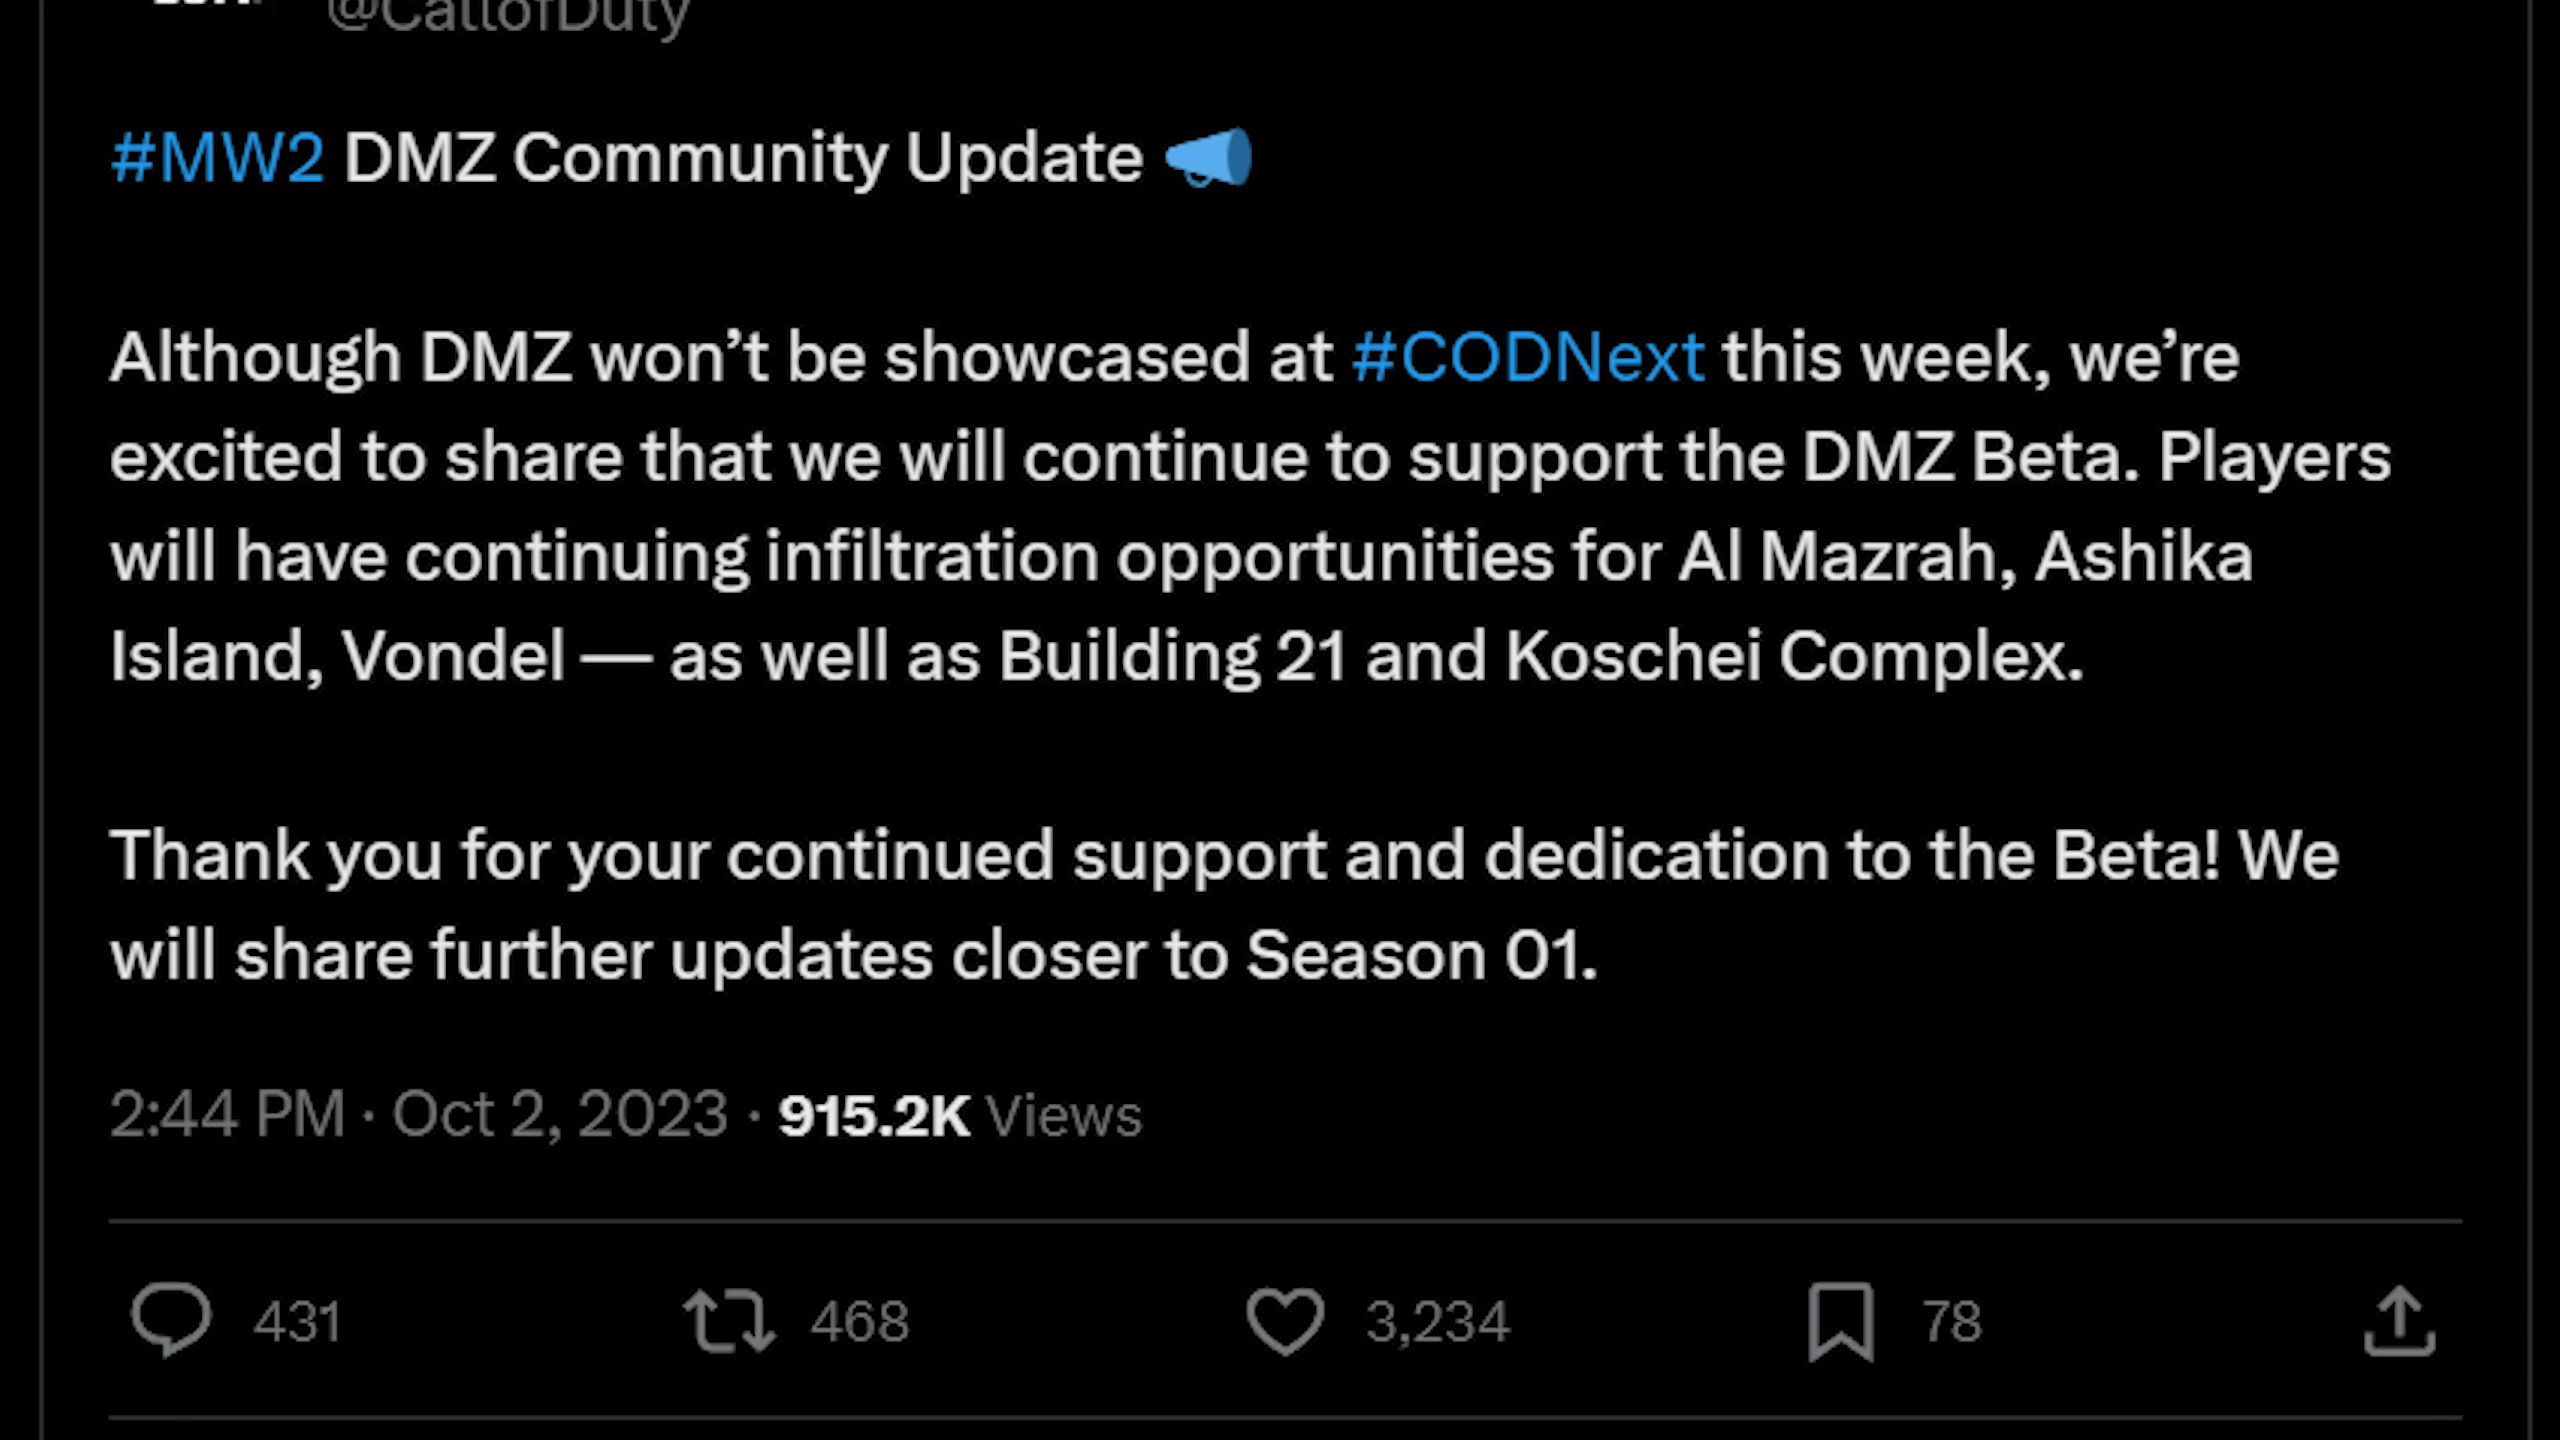 @CallofDuty
#MW2 DMZ Community Update
Although DMZ won’t be showcased at #CODNext this week, we’re
excited to share that we will continue to support the DMZ Beta. Players
will have continuing infiltration opportunities for Al Mazrah, Ashika
Island, Vondel — as well as Building 21 and Koschei Complex.
Thank you for your continued support and dedication to the Beta! We
will share further updates closer to Season 01.
2:44 PM · Oct 2, 2023 · 915.2K Views
431 468 3,234 78